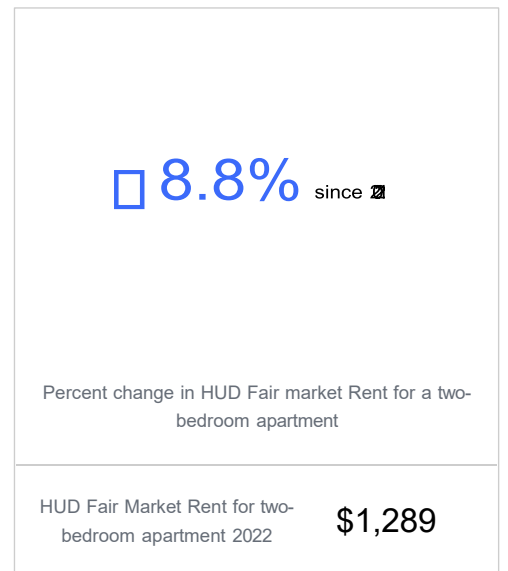 8.8% since
Percent change in HUD Fair market Rent for a two-
bedroom apartment
HUD Fair Market Rent for two-
bedroom apartment 2022
$1,289